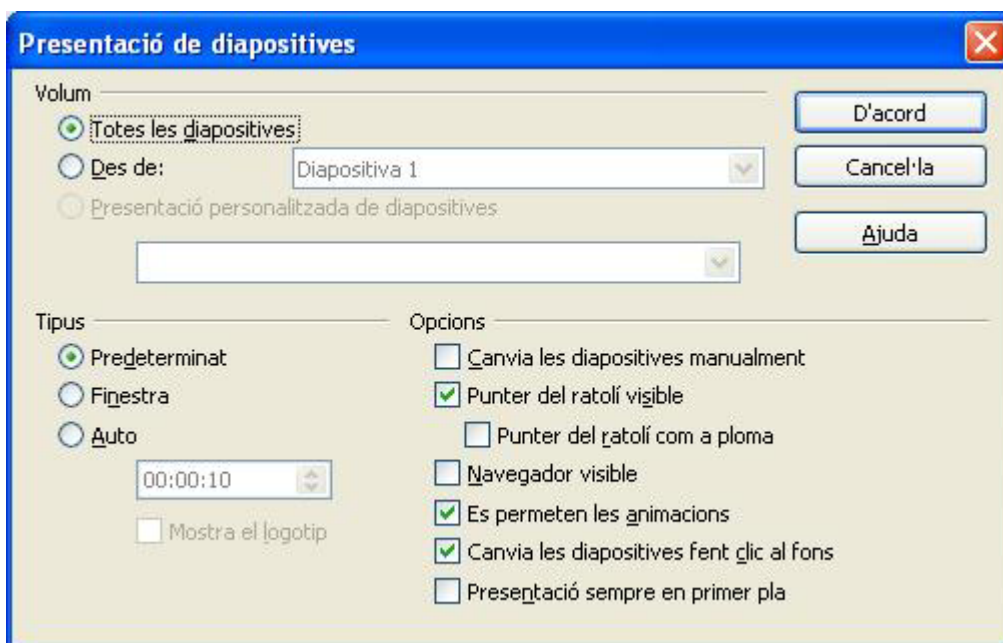 Presentació de diapositives
Volum
Totes les diapositives
D'acord
Des de:
Diapositiva 1
Cancel·la
Presentació personalitzada de diapositives
Ajuda
Tipus
Opcions
Predeterminat
Canvia les diapositives manualment
Finestra
Punter del ratolí visible
Auto
Punter del ratolí com a ploma
00:00:10
Navegador visible
Mostra el logotip
Es permeten les animacions
Canvia les diapositives fent clic al fons
Presentació sempre en primer pla